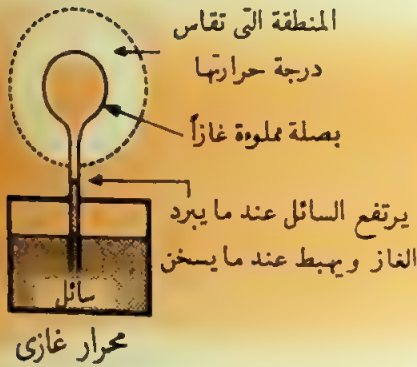 المنطقة التى تقاس
درجة حرارتها
بصلة مملوءة غازاً
يرتفع السائل عند ما يبرد
الغاز ويهبط عند ما يسخن
سائل
محرار غازى